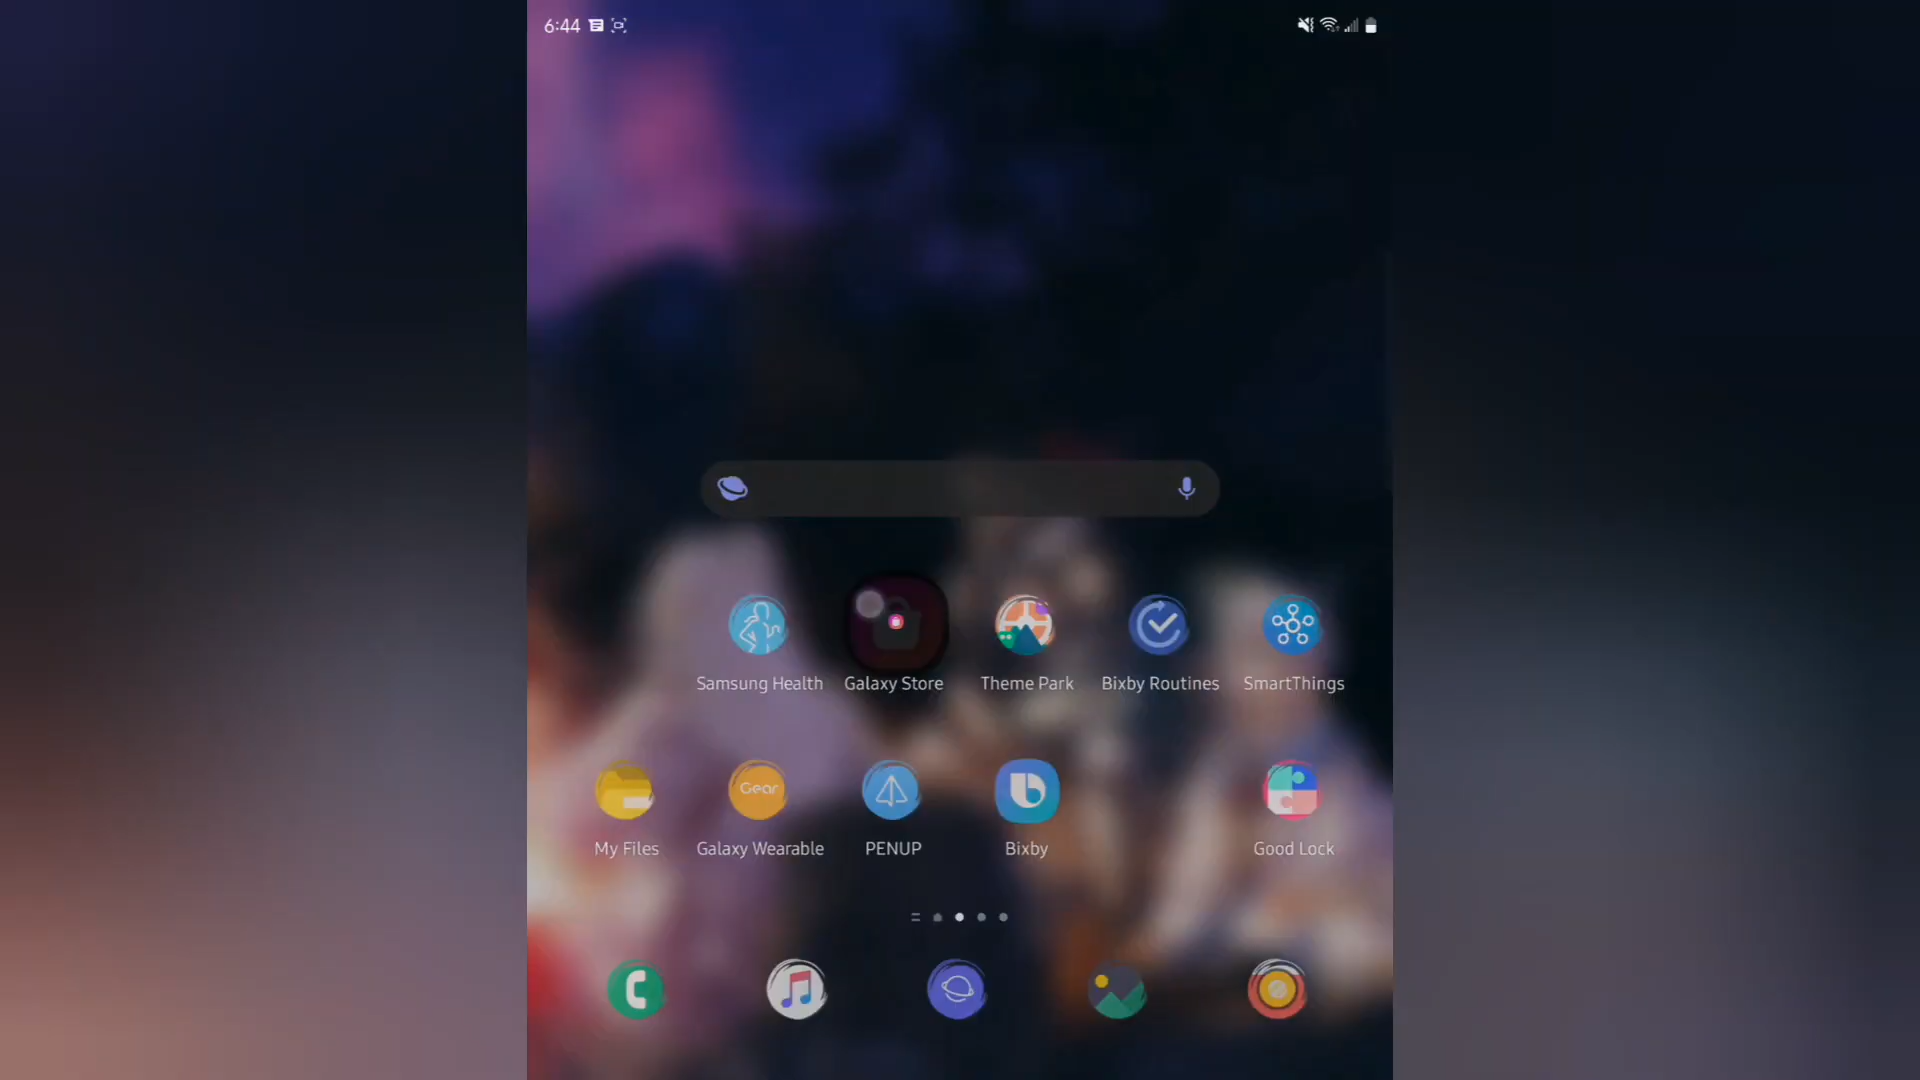 6:44
Samsung Health Galaxy Store Theme Park Bixby Routines SmartThings
Gear
My Files Galaxy Wearable PENUP Bixby Good Lock